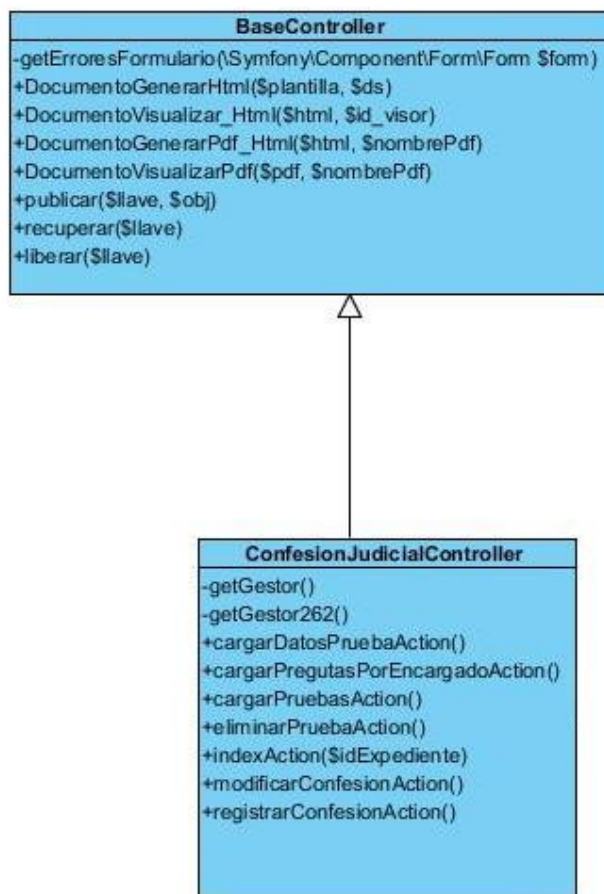 BaseController
-getErroresFormulario(\Symfony\Component\Form\Form $form)
+DocumentoGenerarHtml($plantilla, $ds)
+DocumentoVisualizar_Html($html, $id_visor)
+DocumentoGenerarPdf_Html($html, $nombrePdf)
+DocumentoVisualizarPdf($pdf, $nombrePdf)
+publicar($llave, $obj)
+recuperar($llave)
+liberar($llave)
ConfesionJudicialController
-getGestor()
-getGestor262()
+cargarDatosPruebaAction()
+cargarPregutasPorEncargadoAction()
+cargarPruebasAction()
+eliminarPruebaAction()
+indexAction($idExpediente)
+modificarConfesionAction()
+registrarConfesionAction()